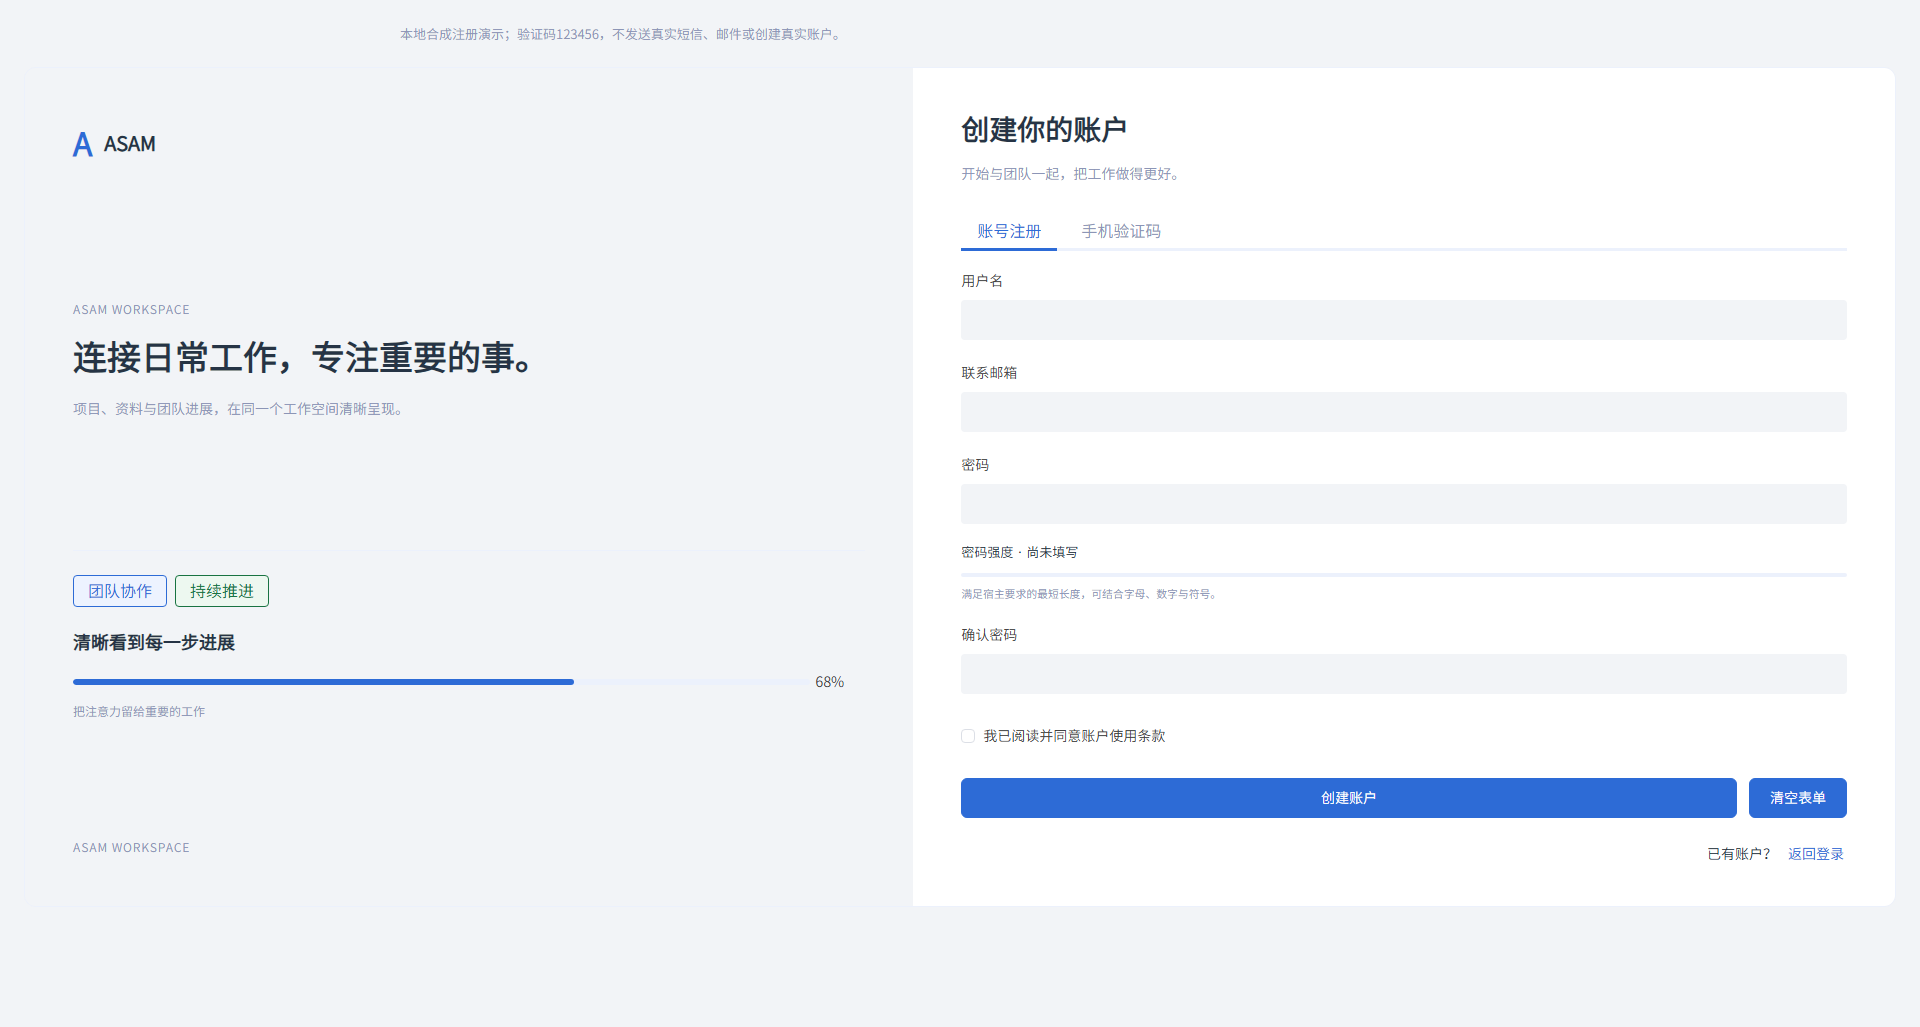 本地合成注册演示；验证码123456，不发送真实短信、邮件或创建真实账户。
A ASAM
ASAM WORKSPACE
连接日常工作，专注重要的事。
项目、资料与团队进展，在同一个工作空间清晰呈现。
团队协作 持续推进
清晰看到每一步进展
68%
把注意力留给重要的工作
ASAM WORKSPACE
创建你的账户
开始与团队一起，把工作做得更好。
账号注册 手机验证码
用户名
联系邮箱
密码
密码强度 · 尚未填写
满足宿主要求的最短长度，可结合字母、数字与符号。
确认密码
我已阅读并同意账户使用条款
创建账户 清空表单
已有账户？ 返回登录